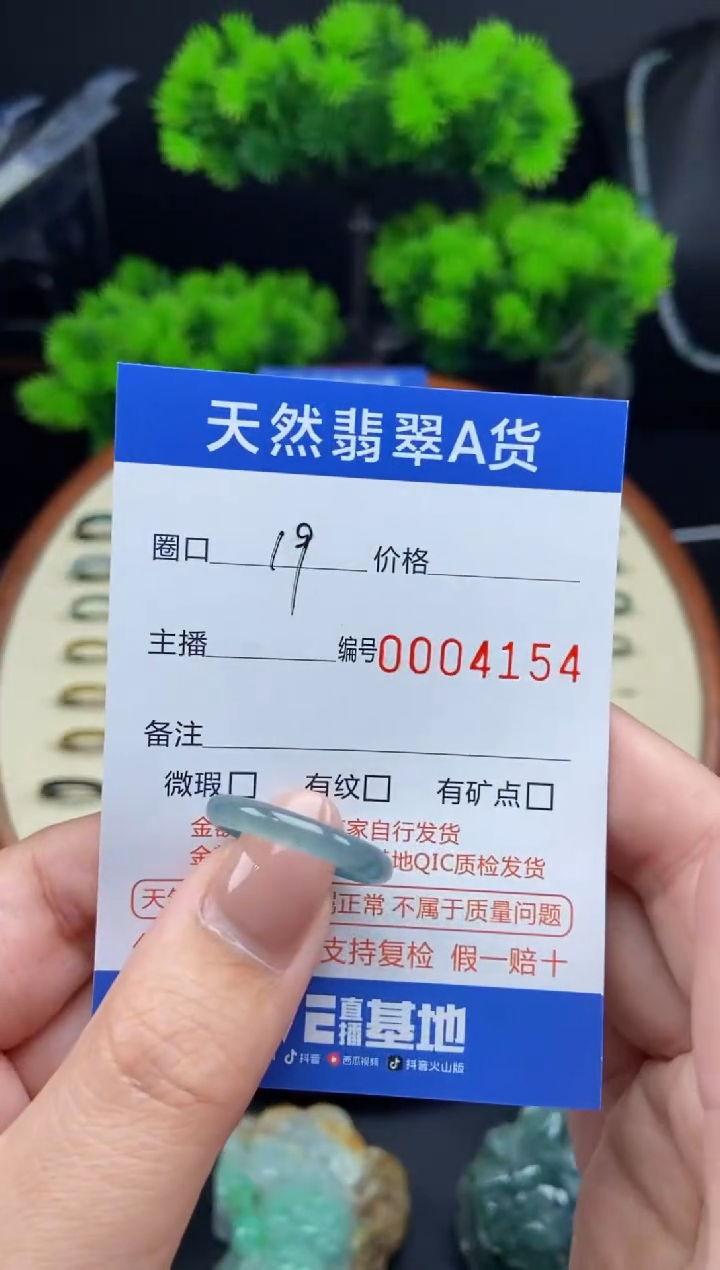 天然翡翠A货
圈口 19 价格
主播 编号0004154
备注
微瑕 有纹 有矿点
金 家自行发货
金 地QIC质检发货
天 正常 不属于质量问题
支持复检 假一赔十
直播基地
抖音 西瓜视频 抖音火山版